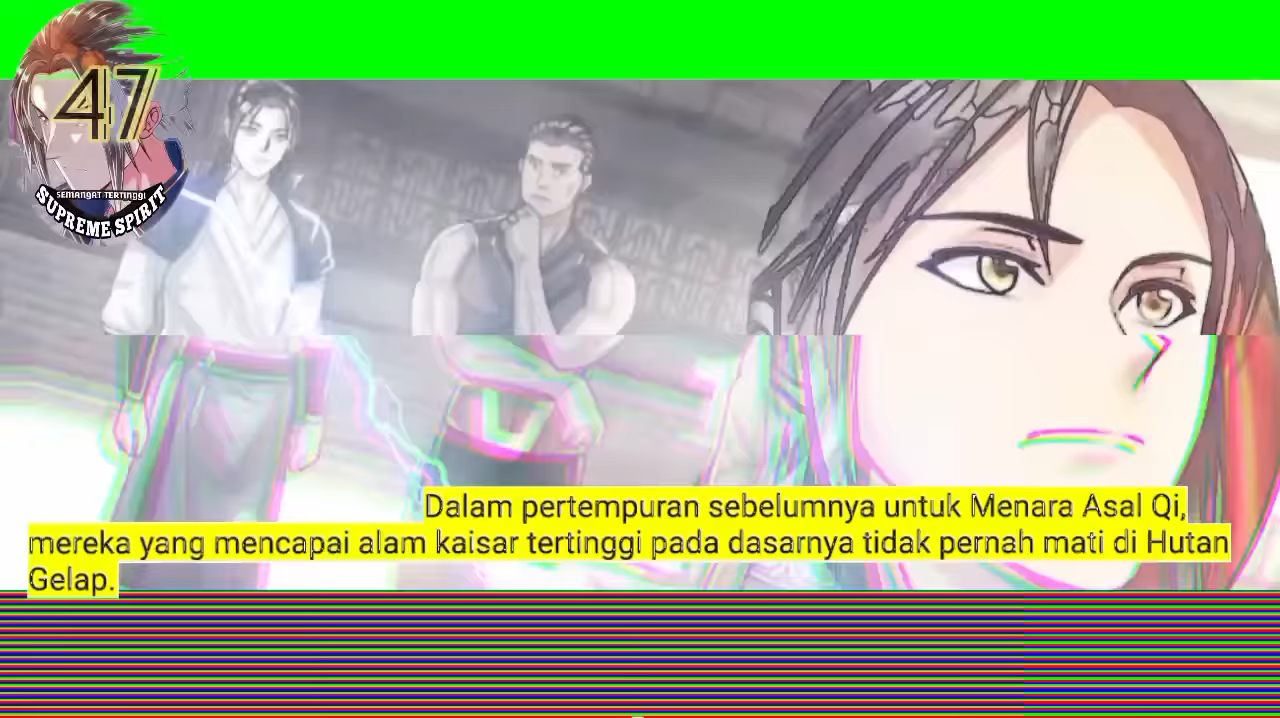 47
SEMANGAT TERTINGGI
SUPREME SPIRIT
Dalam pertempuran sebelumnya untuk Menara Asal Qi,
mereka yang mencapai alam kaisar tertinggi pada dasarnya tidak pernah mati di Hutan
Gelap.